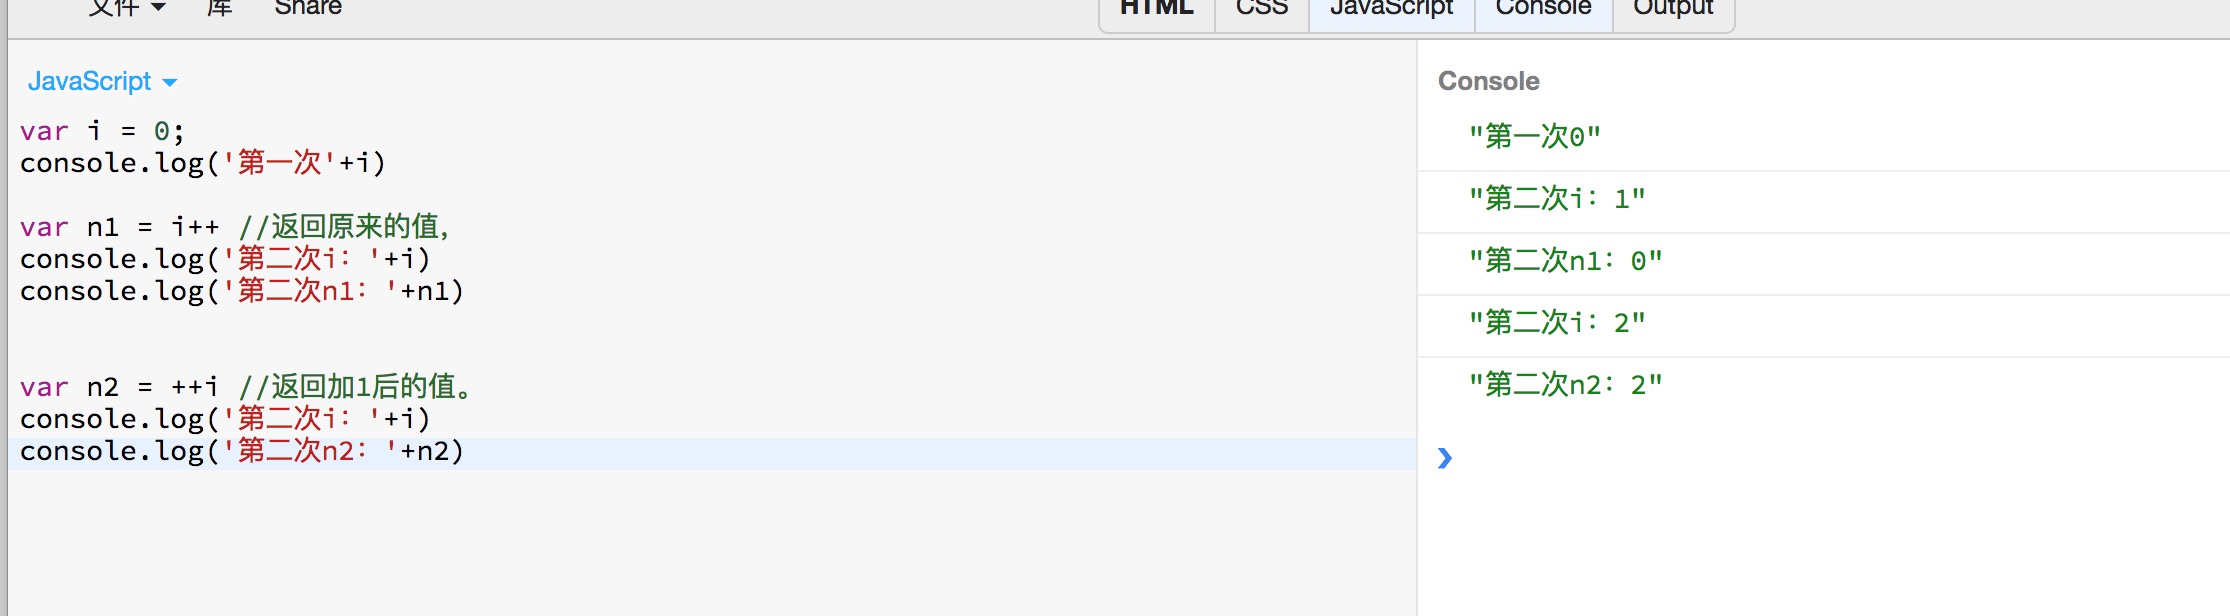 文件 库 Share HTML CSS JavaScript Console Output
JavaScript
var i = 0;
console.log('第一次'+i)
var n1 = i++ //返回原来的值,
console.log('第二次i: '+i)
console.log('第二次n1: '+n1)
var n2 = ++i //返回加1后的值。
console.log('第二次i: '+i)
console.log('第二次n2: '+n2)
Console
"第一次0"
"第二次i: 1"
"第二次n1: 0"
"第二次i: 2"
"第二次n2: 2"